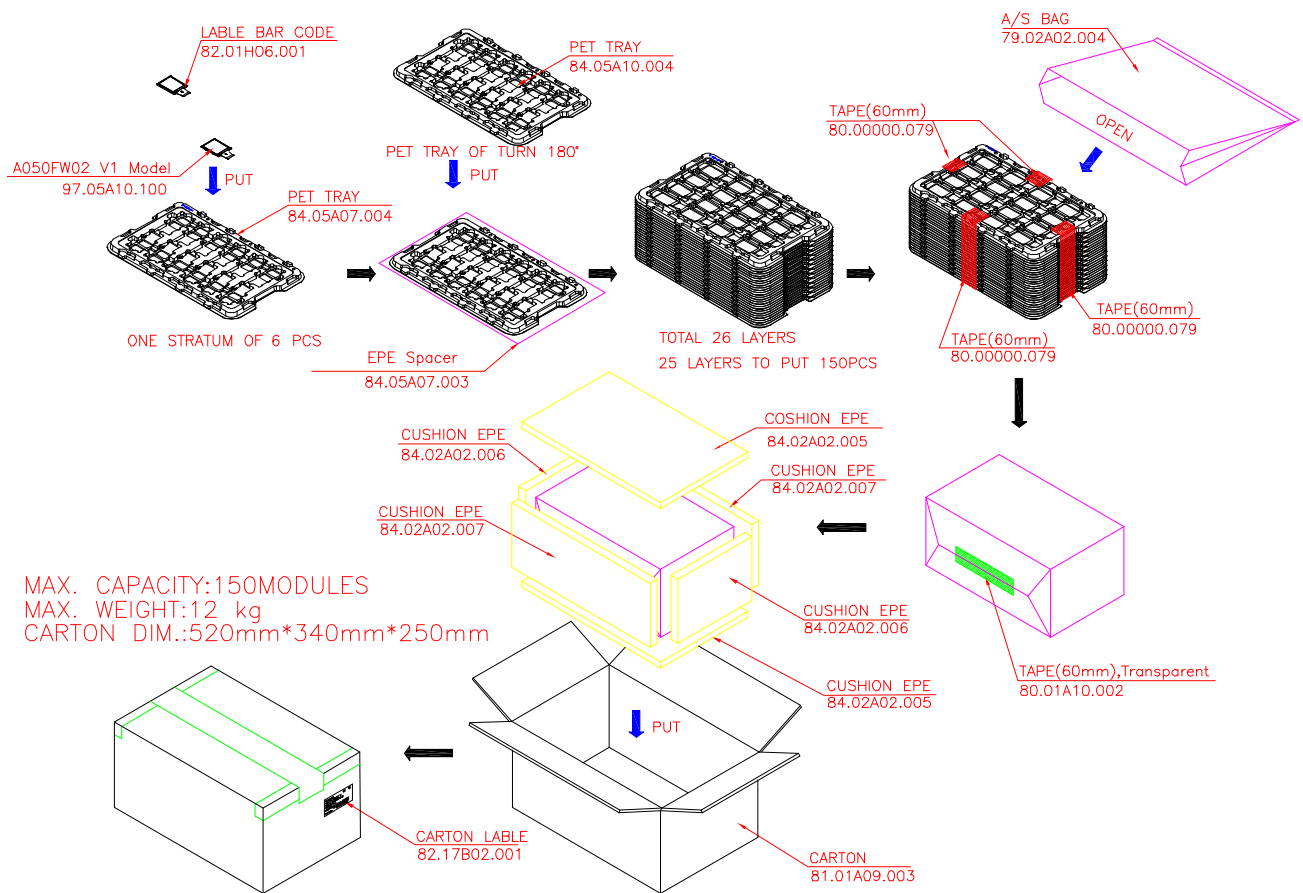 LABLE BAR CODE
82.01H06.001
PET TRAY
84.05A10.004
A/S BAG
79.02A02.004
OPEN
TAPE(60mm)
80.00000.079
A050FW02 V1 Model
97.05A10.100
PUT
PET TRAY OF TURN 180°
PUT
PET TRAY
84.05A07.004
ONE STRATUM OF 6 PCS
EPE Spacer
84.05A07.003
TOTAL 26 LAYERS
25 LAYERS TO PUT 150PCS
TAPE(60mm)
80.00000.079
TAPE(60mm)
80.00000.079
COSHION EPE
84.02A02.005
CUSHION EPE
84.02A02.006
CUSHION EPE
84.02A02.007
CUSHION EPE
84.02A02.007
CUSHION EPE
84.02A02.006
CUSHION EPE
84.02A02.005
TAPE(60mm),Transparent
80.01A10.002
MAX. CAPACITY:150MODULES
MAX. WEIGHT:12 kg
CARTON DIM.:520mm*340mm*250mm
PUT
CARTON LABLE
82.17B02.001
CARTON
81.01A09.003